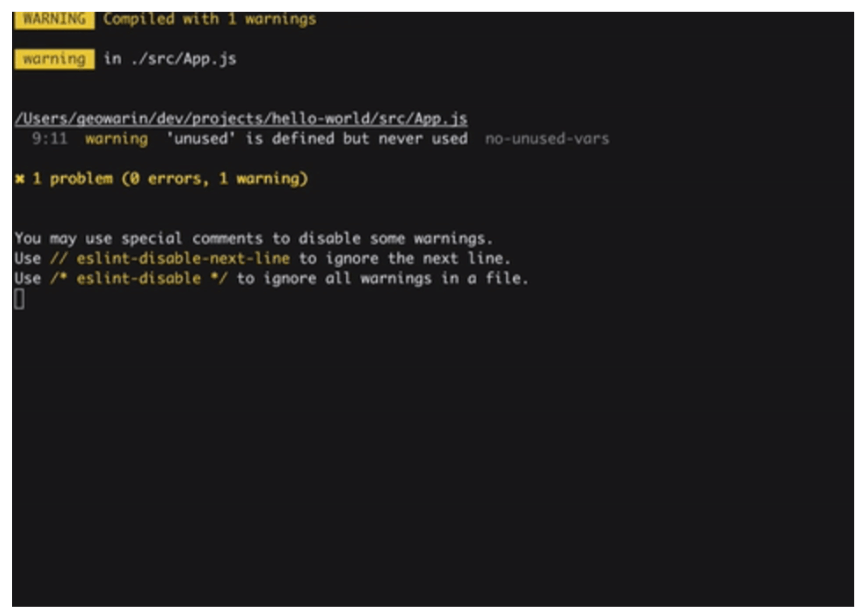 WARNING Compiled with 1 warnings
warning in ./src/App.js
/Users/geowarin/dev/projects/hello-world/src/App.js
9:11 warning 'unused' is defined but never used no-unused-vars
✖ 1 problem (0 errors, 1 warning)
You may use special comments to disable some warnings.
Use // eslint-disable-next-line to ignore the next line.
Use /* eslint-disable */ to ignore all warnings in a file.